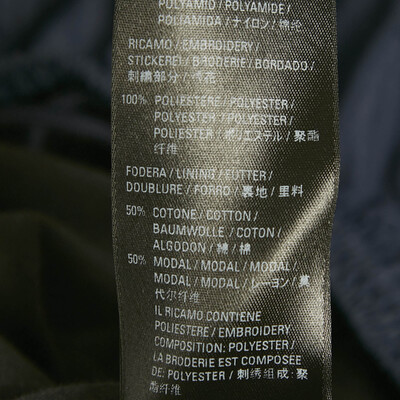 POLYAMID / POLYAMIDE /
POLIAMIDA / ナイロン / 锦纶
RICAMO / EMBROIDERY /
STICKEREI / BRODERIE / BORDADO /
刺繍部分 / 绣花
100% POLIESTERE / POLYESTER /
POLYESTER / POLYESTER /
POLIESTER / ポリエステル / 聚酯
纤维
FODERA / LINING / FUTTER /
DOUBLURE / FORRO / 裏地 / 里料
50% COTONE / COTTON /
BAUMWOLLE / COTON /
ALGODON / 綿 / 棉
50% MODAL / MODAL / MODAL /
MODAL / MODAL / レーヨン / 莫
代尔纤维
IL RICAMO CONTIENE
POLIESTERE / EMBROIDERY
COMPOSITION: POLYESTER /
LA BRODERIE EST COMPOSEE
DE: POLYESTER / 刺绣组成: 聚
酯纤维